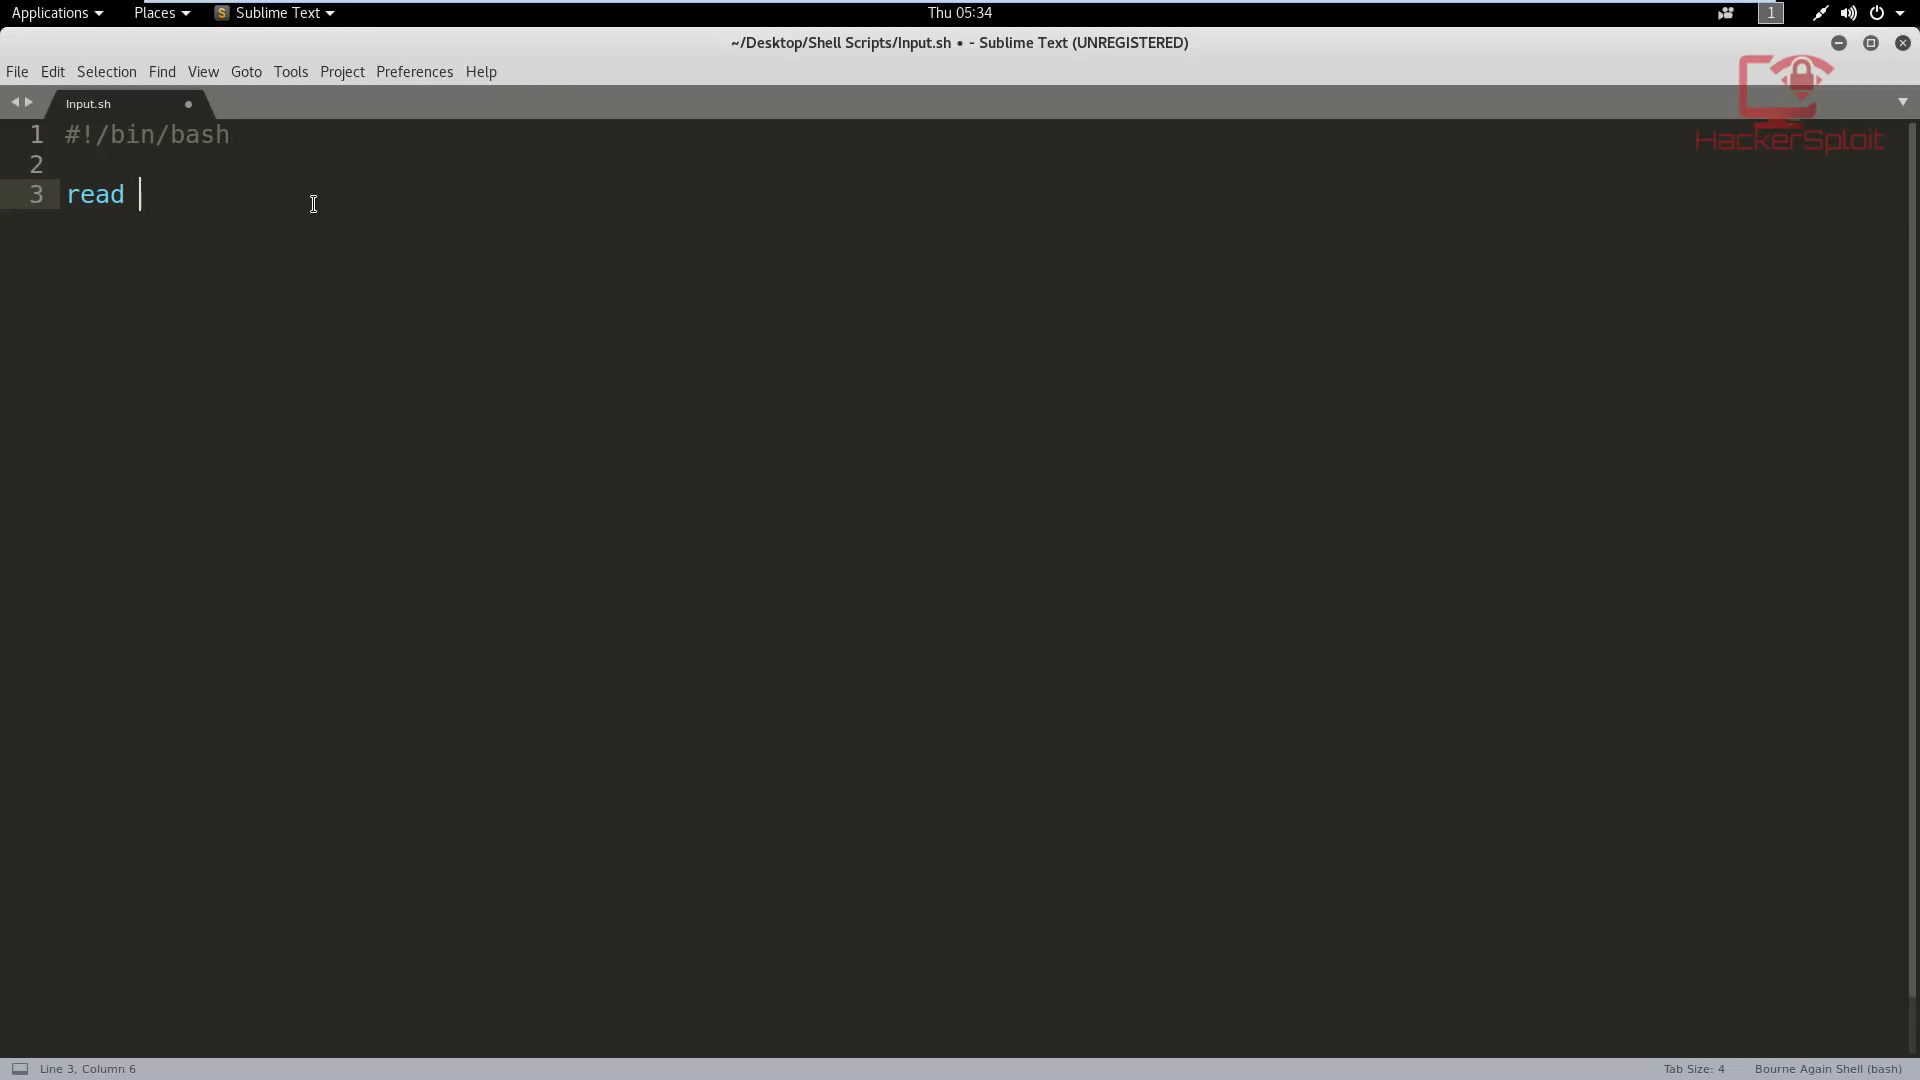 Applications Places Sublime Text Thu 05:34 1
~/Desktop/Shell Scripts/Input.sh • - Sublime Text (UNREGISTERED)
File Edit Selection Find View Goto Tools Project Preferences Help
Input.sh
HackerSploit
1 #!/bin/bash
2
3 read
Line 3, Column 6 Tab Size: 4 Bourne Again Shell (bash)